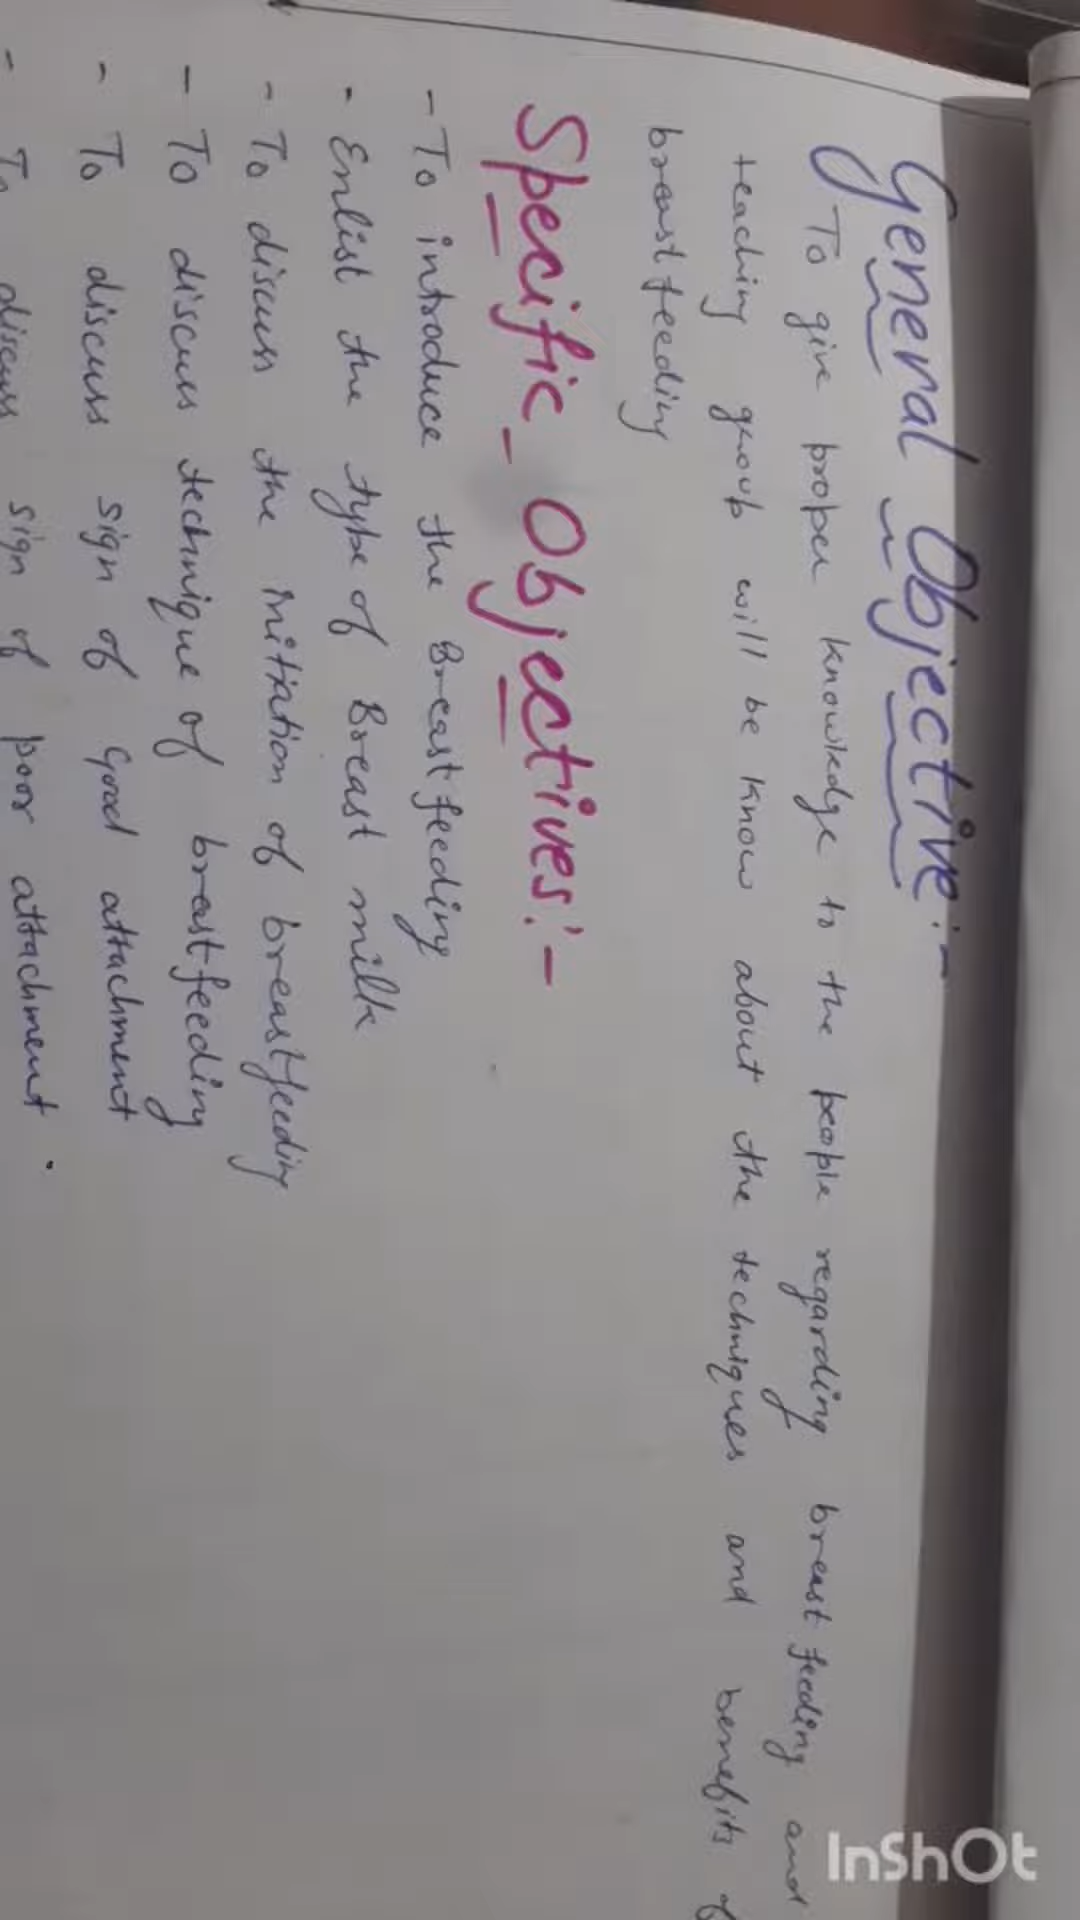 General Objective :-
To give proper knowledge to the people regarding breast feeding and
teaching group will be know about the techniques and benefits of
breastfeeding
Specific - Objectives:-
- To introduce the Breast feeding
- Enlist the type of Breast milk
- To discuss the initiation of breastfeeding
- To discuss technique of breastfeeding
- To discuss sign of Good attachment
- To discuss sign of poor attachment.
InShOt